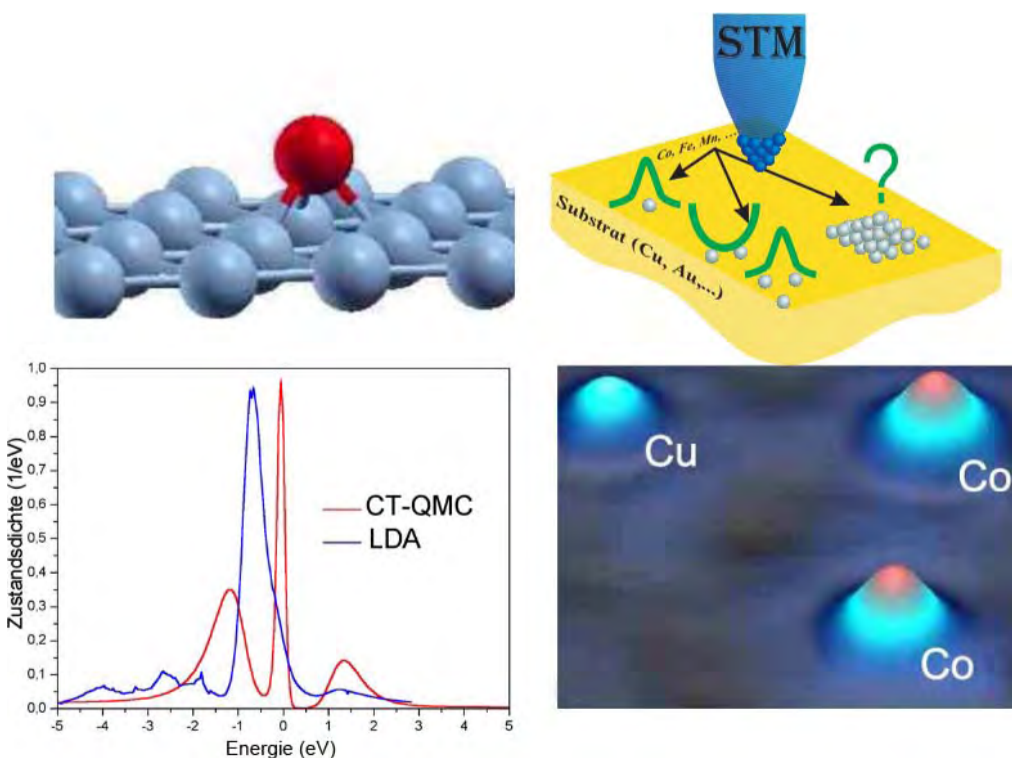 STM
Co, Fe, Mn, ...
?
Substrat (Cu, Au,...)
Zustandsdichte (1/eV)
1,0
0,9
0,8
0,7
0,6
0,5
0,4
0,3
0,2
0,1
0,0
CT-QMC
LDA
-5 -4 -3 -2 -1 0 1 2 3 4 5
Energie (eV)
Cu
Co
Co